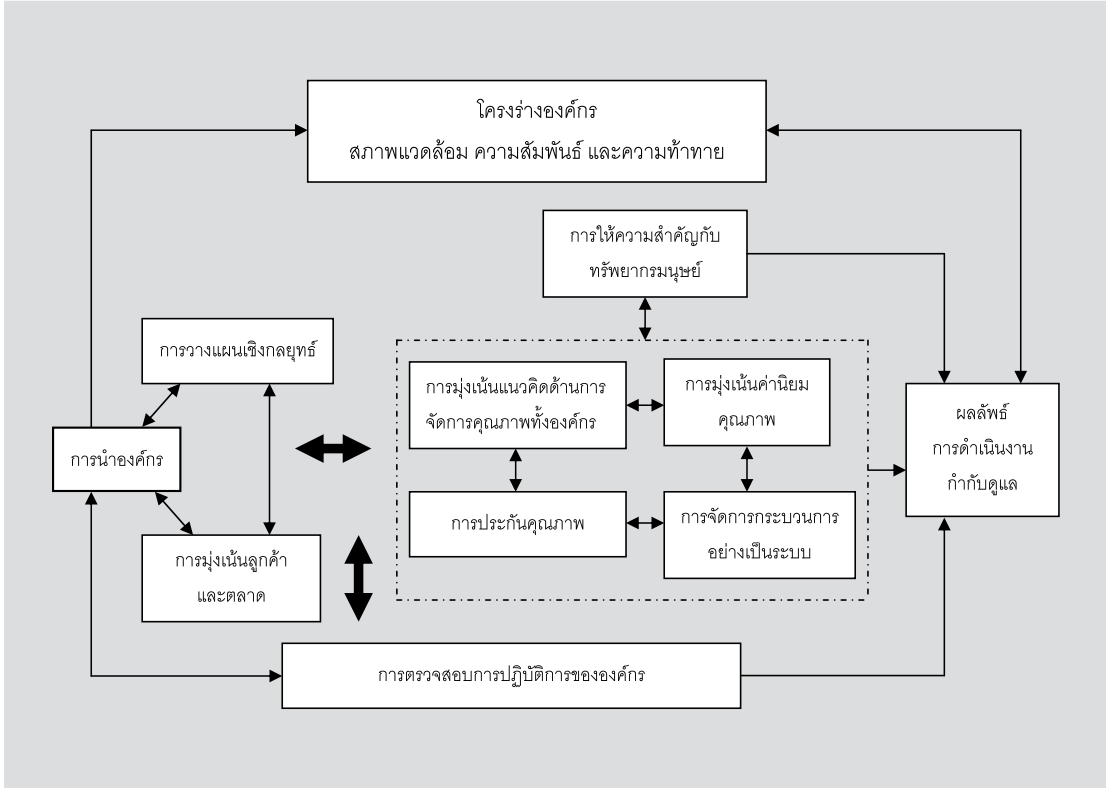 โครงร่างองค์กร
สภาพแวดล้อม ความสัมพันธ์ และความท้าทาย
การให้ความสำคัญกับ
ทรัพยากรมนุษย์
การวางแผนเชิงกลยุทธ์
การนำองค์กร
การมุ่งเน้นลูกค้า
และตลาด
การมุ่งเน้นแนวคิดด้านการ
จัดการคุณภาพทั้งองค์กร
การมุ่งเน้นค่านิยม
คุณภาพ
การประกันคุณภาพ
การจัดการกระบวนการ
อย่างเป็นระบบ
ผลลัพธ์
การดำเนินงาน
กำกับดูแล
การตรวจสอบการปฏิบัติการขององค์กร